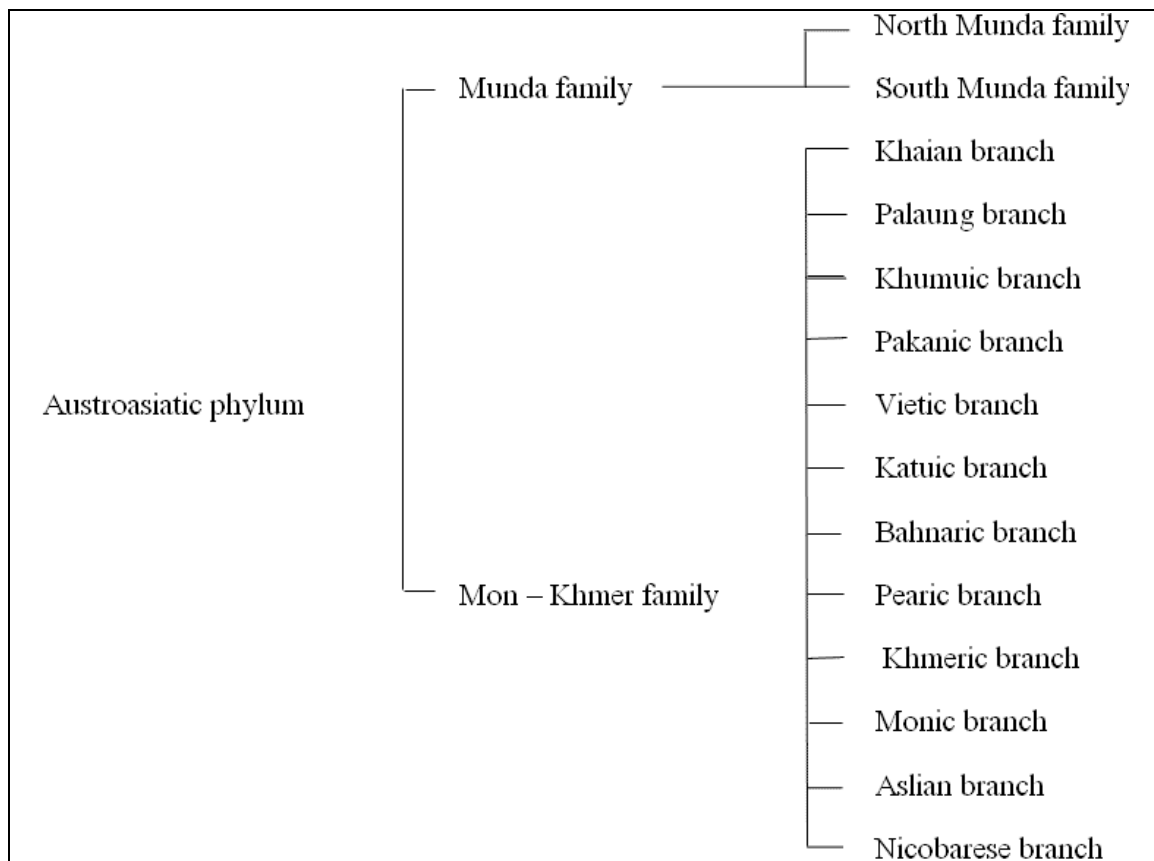 North Munda family
Munda family
South Munda family
Khaian branch
Palaung branch
Khumuic branch
Pakanic branch
Austroasiatic phylum
Vietic branch
Katuic branch
Bahnaric branch
Mon – Khmer family
Pearic branch
Khmeric branch
Monic branch
Aslian branch
Nicobarese branch